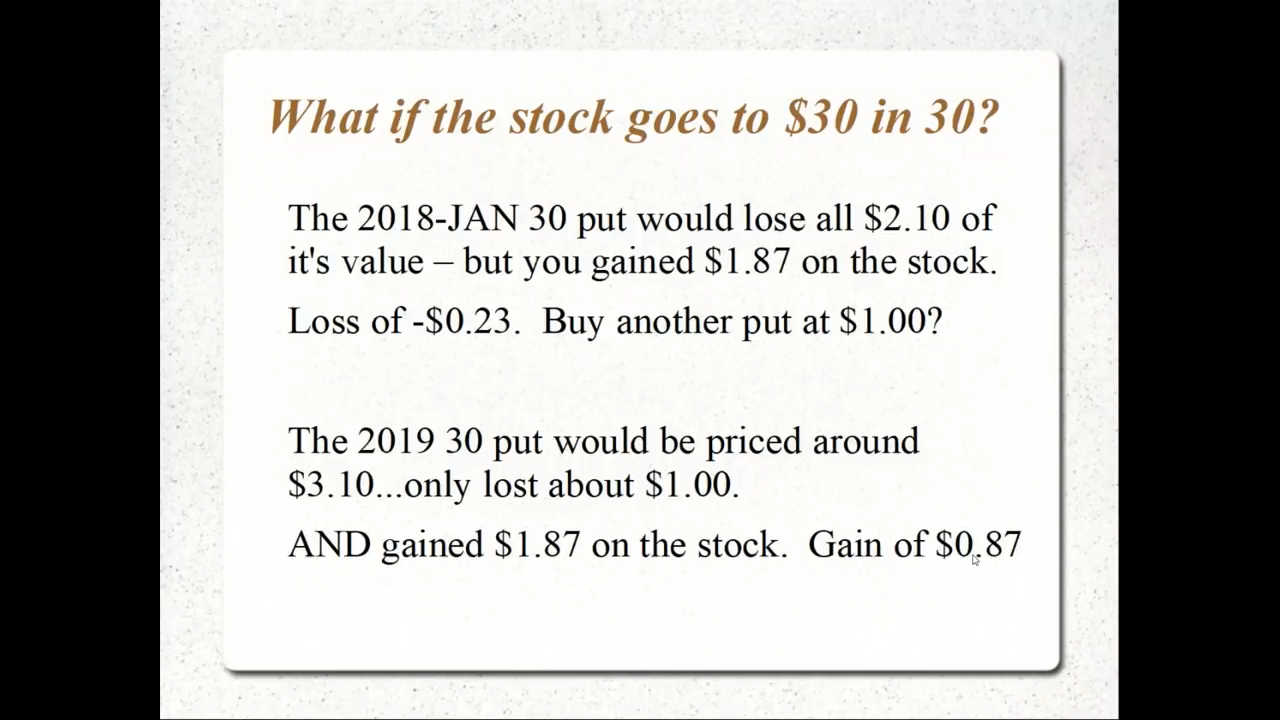 What if the stock goes to $30 in 30?
The 2018-JAN 30 put would lose all $2.10 of
it's value – but you gained $1.87 on the stock.
Loss of -$0.23.  Buy another put at $1.00?
The 2019 30 put would be priced around
$3.10...only lost about $1.00.
AND gained $1.87 on the stock.  Gain of $0.87